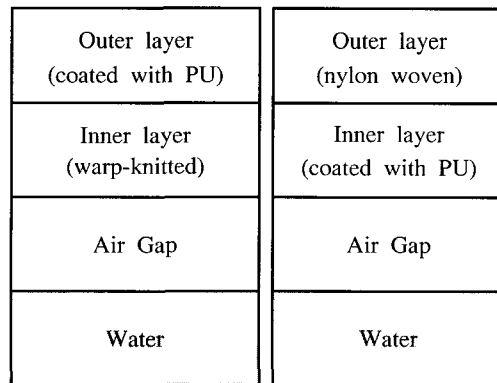 Outer layer
(coated with PU)
Inner layer
(warp-knitted)
Air Gap
Water
Outer layer
(nylon woven)
Inner layer
(coated with PU)
Air Gap
Water